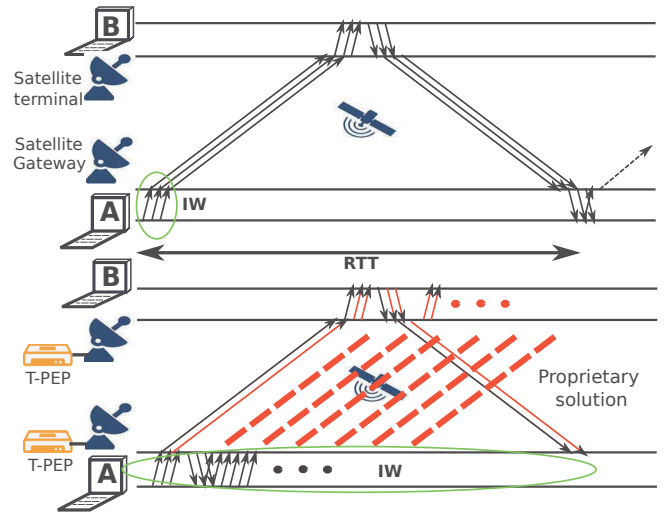 B
Satellite
terminal
Satellite
Gateway
IW
A
RTT
B
T-PEP
Proprietary
solution
T-PEP
A
IW